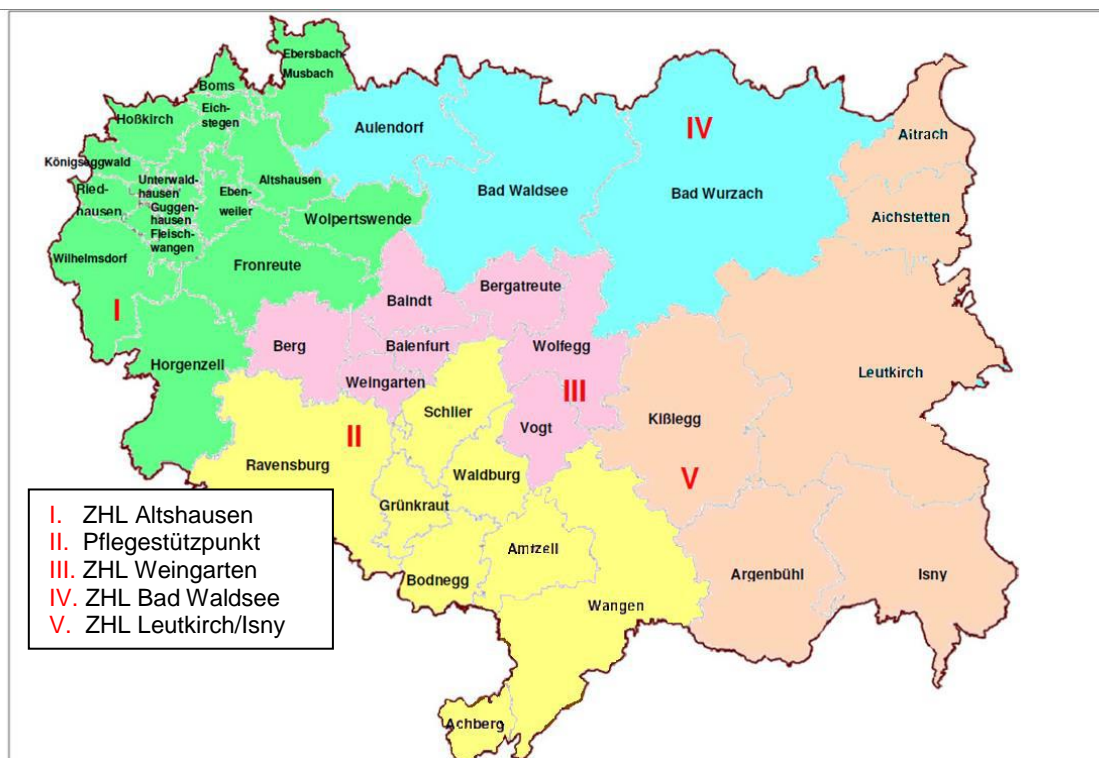 Ebersbach-
Musbach
Boms
Eich-
stegen
Hoßkirch
Aulendorf
IV
Aitrach
Königseggwald
Unterwald-
hausen
Altshausen
Bad Waldsee
Bad Wurzach
Ried-
hausen
Eben-
weiler
Guggen-
hausen
Aichstetten
Wolpertswende
Fleisch-
wangen
Wilhelmsdorf
Fronreute
Bergatreute
Baindt
I
Berg
Baienfurt
Wolfegg
Horgenzell
Weingarten
Leutkirch
III
Schlier
Kißlegg
Vogt
II
Ravensburg
Waldburg
V
Grünkraut
Amtzell
Argenbühl
Isny
Bodnegg
Wangen
Achberg
I. ZHL Altshausen
II. Pflegestützpunkt
III. ZHL Weingarten
IV. ZHL Bad Waldsee
V. ZHL Leutkirch/Isny